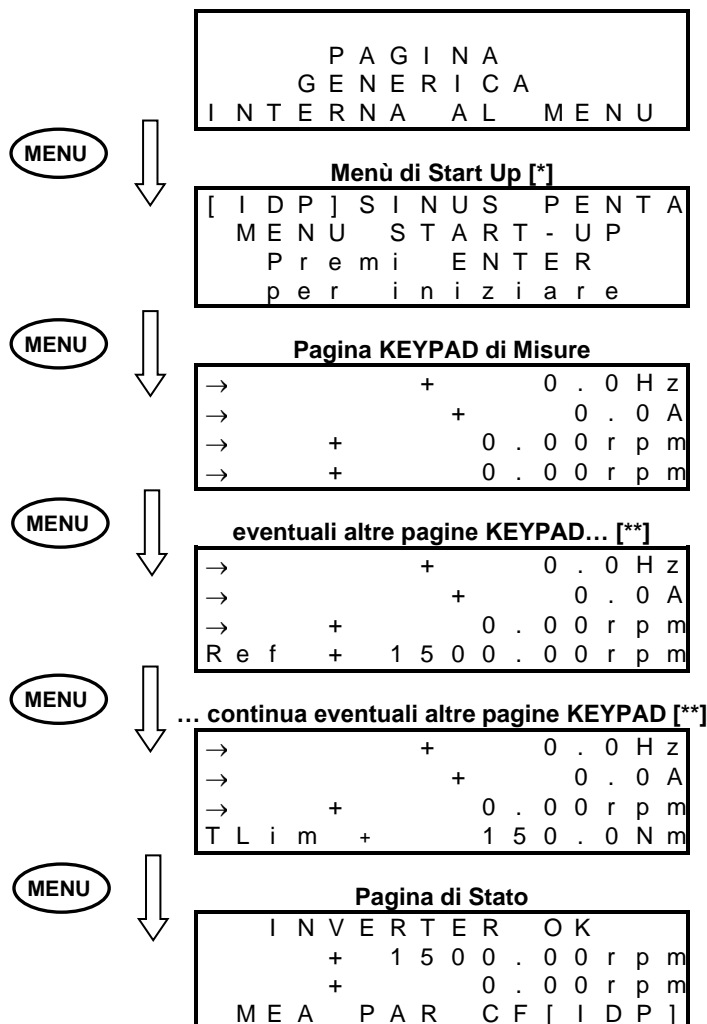 PAGINA
GENERICA
INTERNA AL MENU
MENU
Menù di Start Up [*]
[IDP]SINUS PENTA
MENU START-UP
Premi ENTER
per iniziare
MENU
Pagina KEYPAD di Misure
→ + 0.0Hz
→ + 0.0A
→ + 0.00rpm
→ + 0.00rpm
MENU
eventuali altre pagine KEYPAD… [**]
→ + 0.0Hz
→ + 0.0A
→ + 0.00rpm
Ref + 1500.00rpm
MENU
… continua eventuali altre pagine KEYPAD [**]
→ + 0.0Hz
→ + 0.0A
→ + 0.00rpm
TLim + 150.0Nm
MENU
Pagina di Stato
INVERTER OK
+ 1500.00rpm
+ 0.00rpm
MEA PAR CF[IDP]